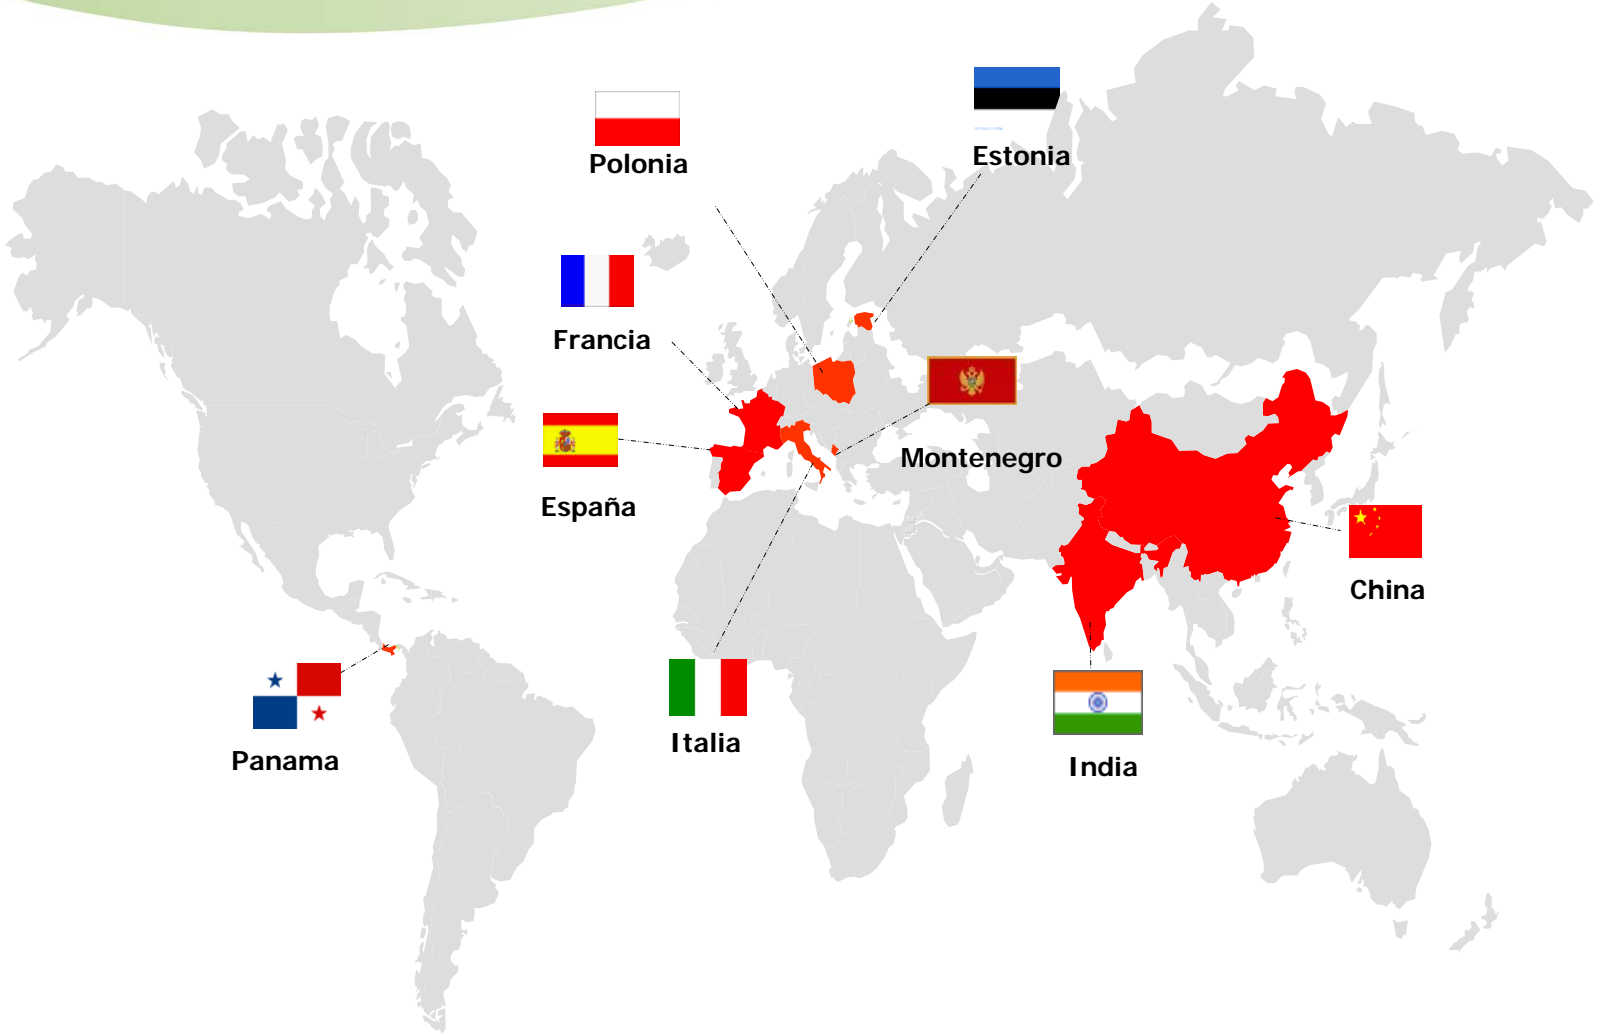 Estonia
Polonia
Francia
Montenegro
España
China
Italia
Panama
India